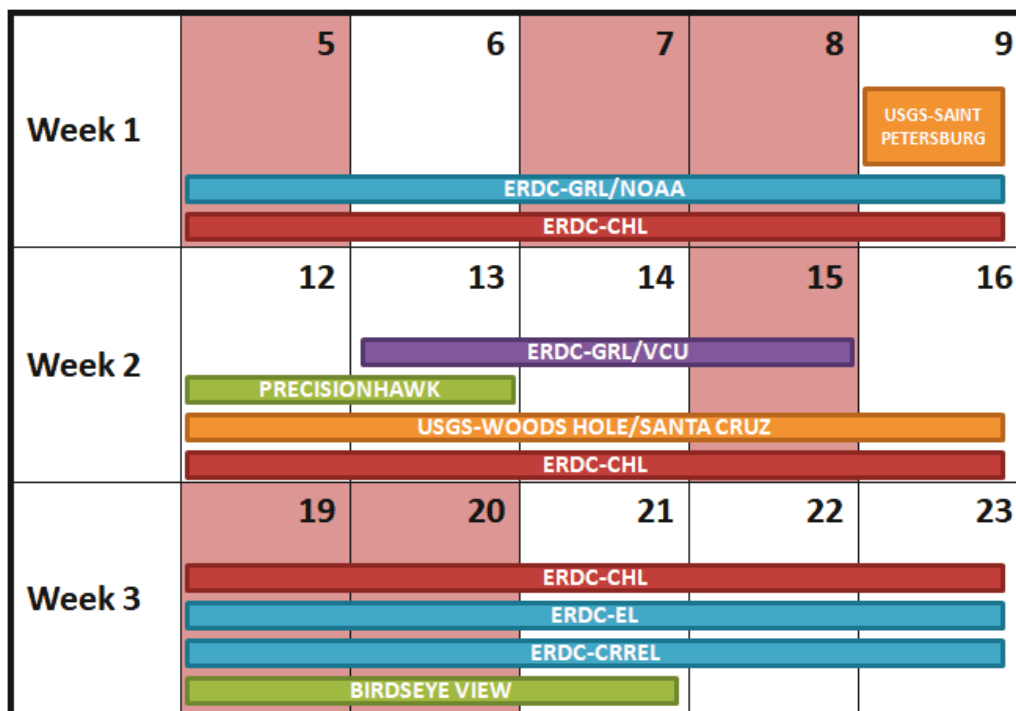 5 6 7 8 9
Week 1
USGS-SAINT
PETERSBURG
ERDC-GRL/NOAA
ERDC-CHL
12 13 14 15 16
Week 2
ERDC-GRL/VCU
PRECISIONHAWK
USGS-WOODS HOLE/SANTA CRUZ
ERDC-CHL
19 20 21 22 23
Week 3
ERDC-CHL
ERDC-EL
ERDC-CRREL
BIRDSEYE VIEW